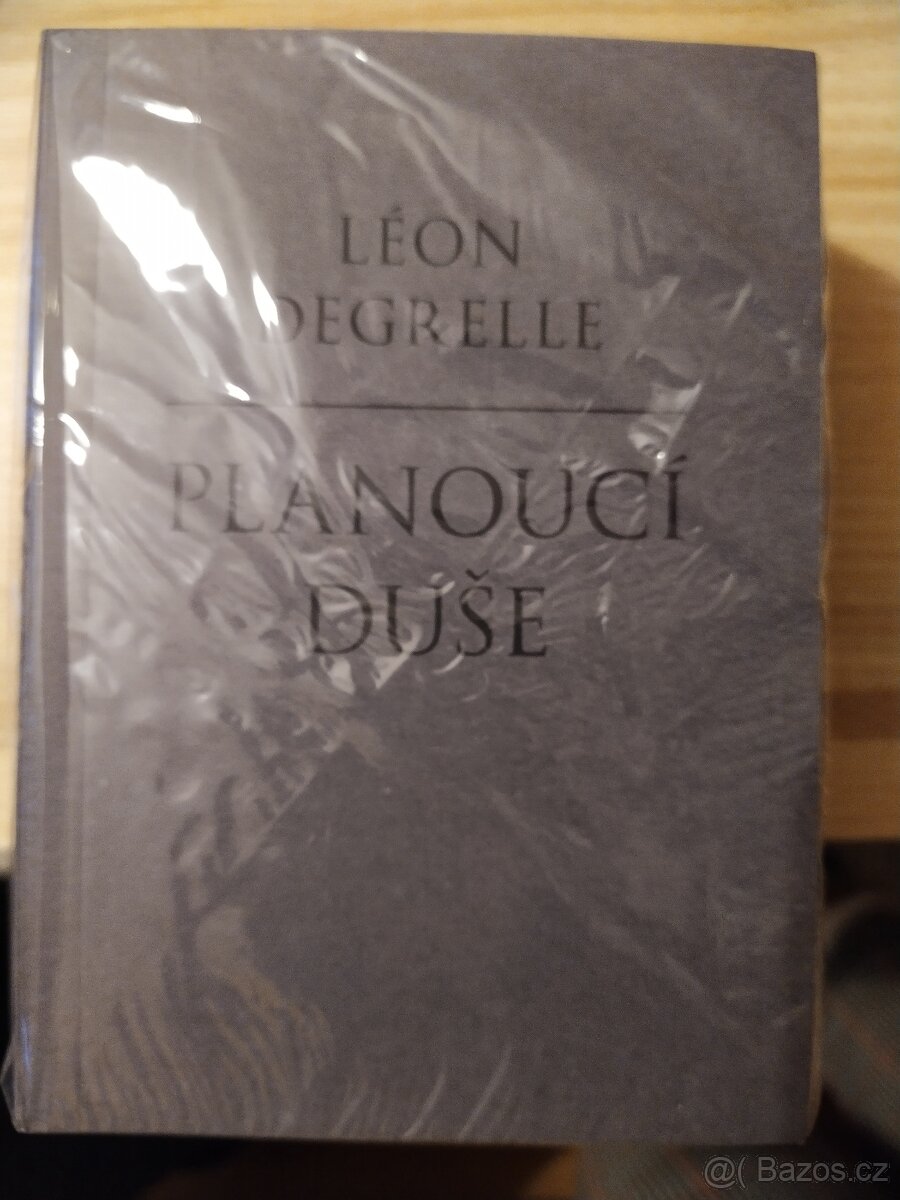 LÉON
DEGRELLE
PLANOUCÍ
DUŠE
@( Bazos.cz